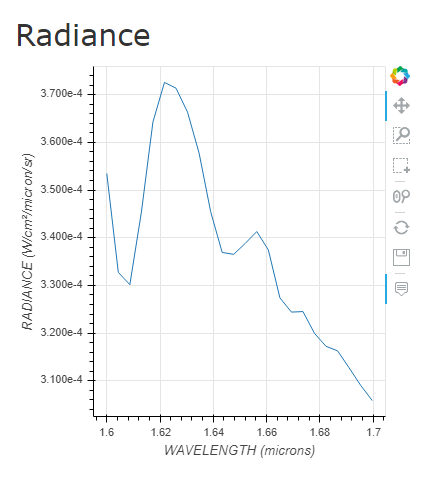 Radiance
3.700e-4
3.600e-4
3.500e-4
3.400e-4
3.300e-4
3.200e-4
3.100e-4
RADIANCE (W/cm²/micron/sr)
1.6 1.62 1.64 1.66 1.68 1.7
WAVELENGTH (microns)